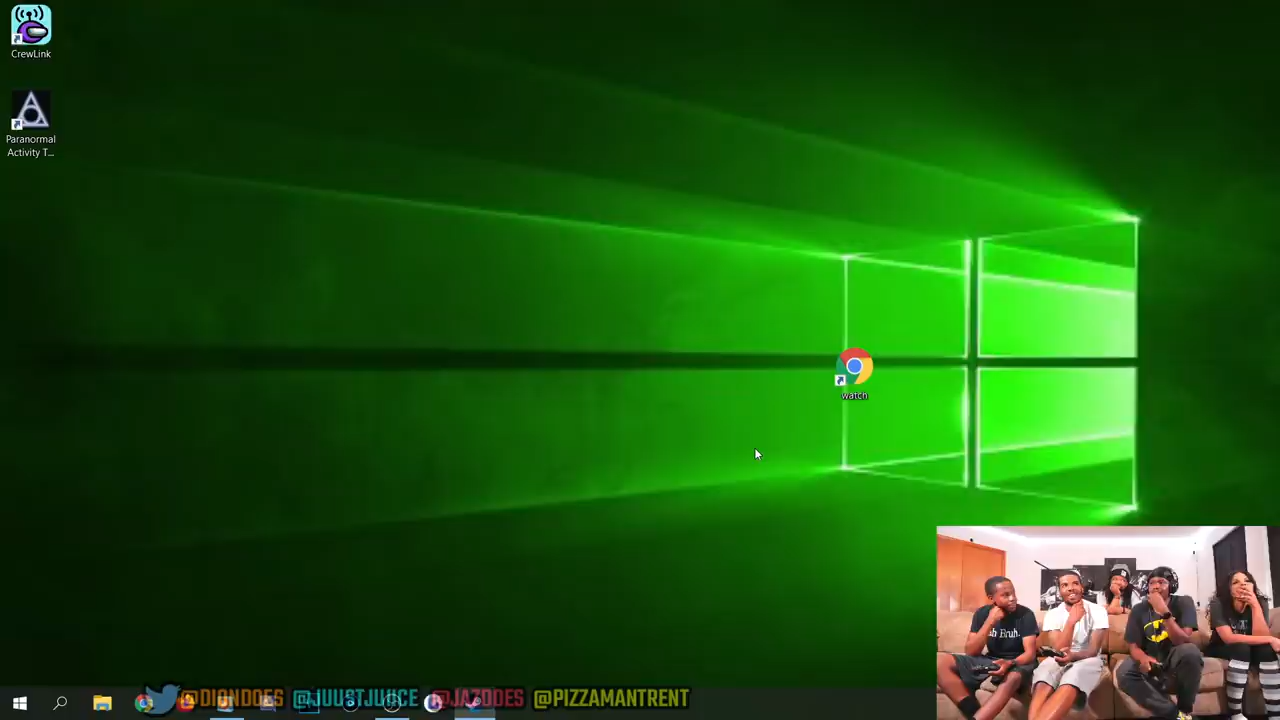 CrewLink
Paranormal
Activity T...
watch
@DIONDOES @JUUSTJUICE @JAZDOES @PIZZAMANTRENT